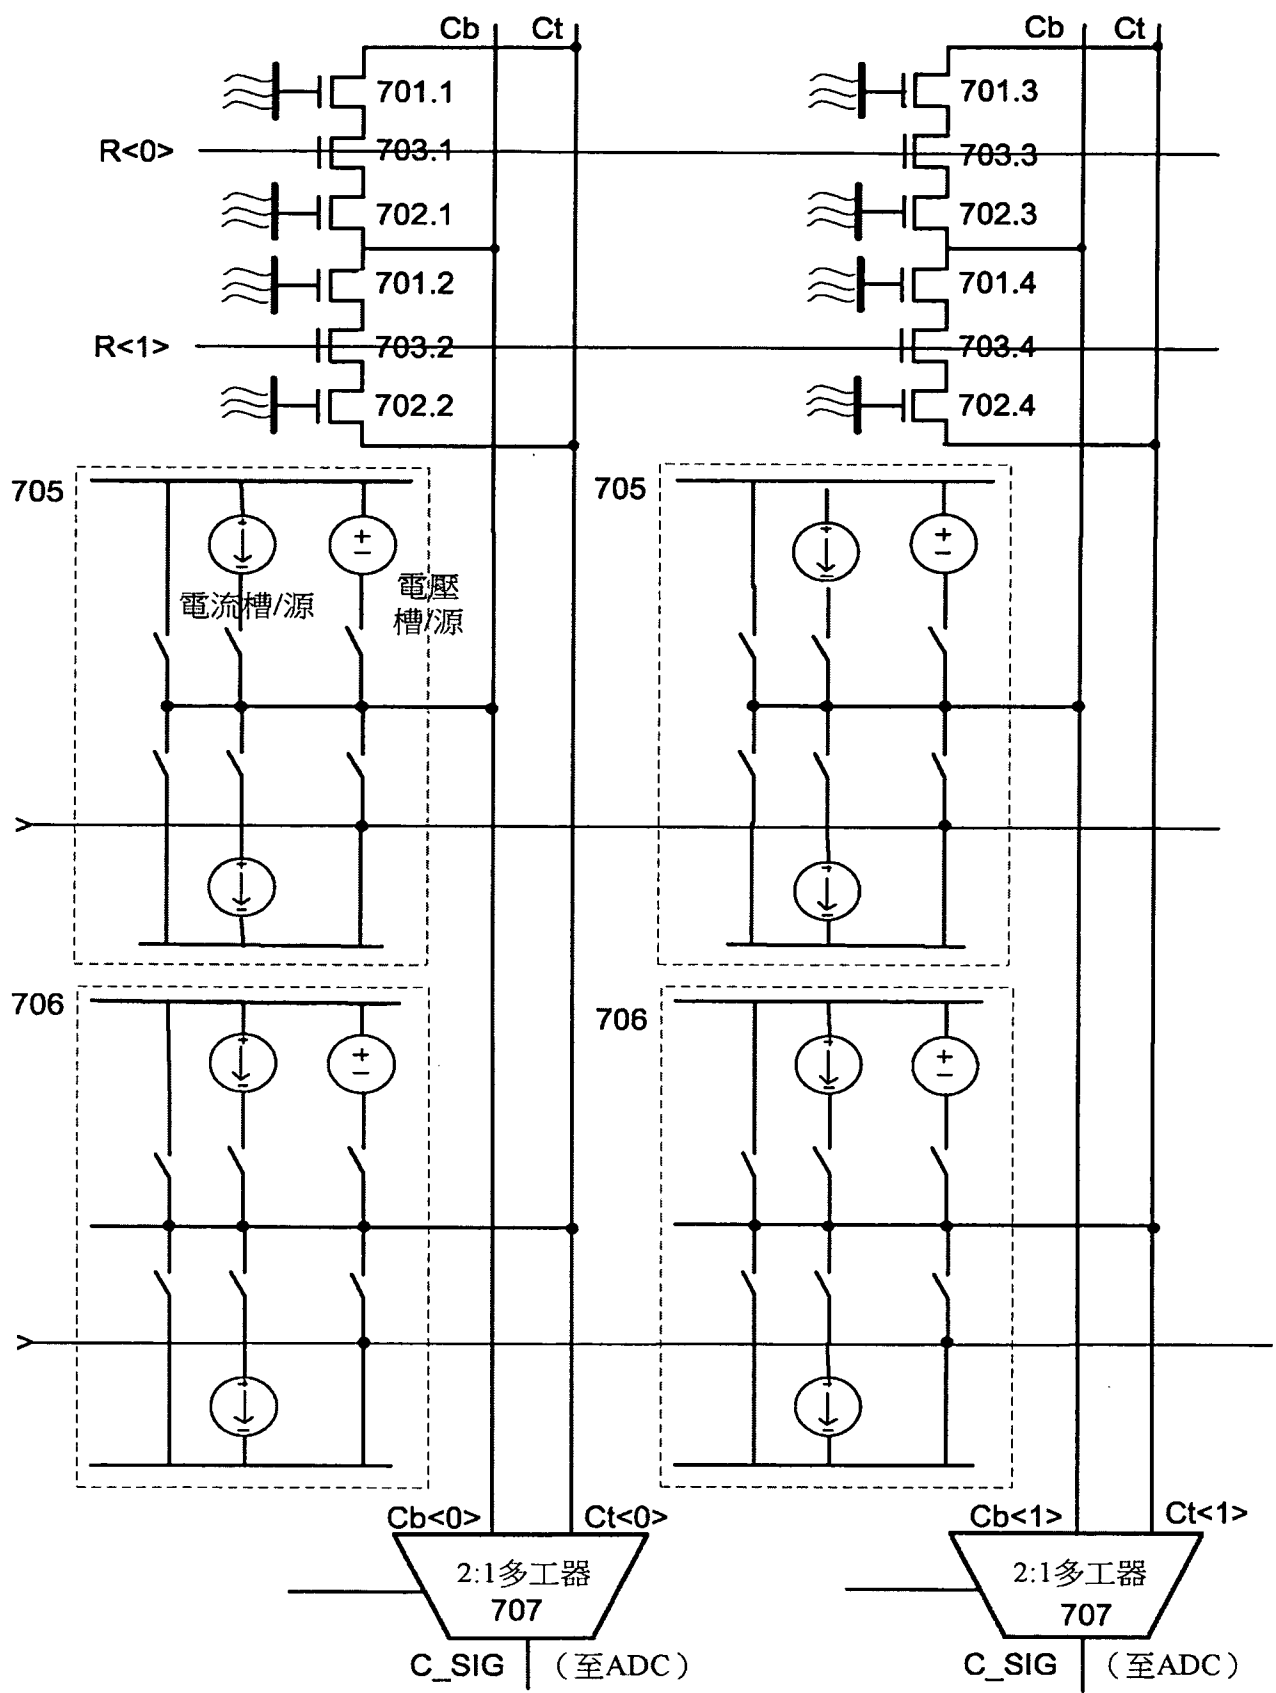 Cb Ct Cb Ct
701.1 701.3
R<0> 703.1 703.3
702.1 702.3
701.2 701.4
R<1> 703.2 703.4
702.2 702.4
705 705
電流槽/源
電壓
槽/源
706 706
Cb<0> Ct<0> Cb<1> Ct<1>
2:1多工器 2:1多工器
707 707
C_SIG （至ADC） C_SIG （至ADC）